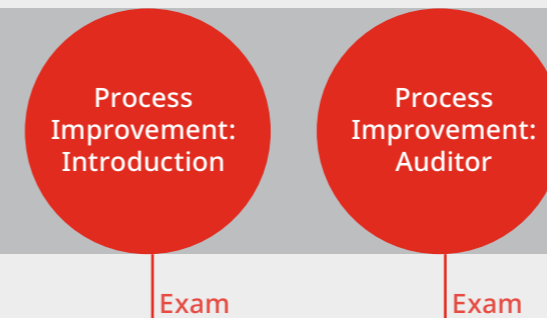 Process
Improvement:
Introduction
Process
Improvement:
Auditor
Exam
Exam